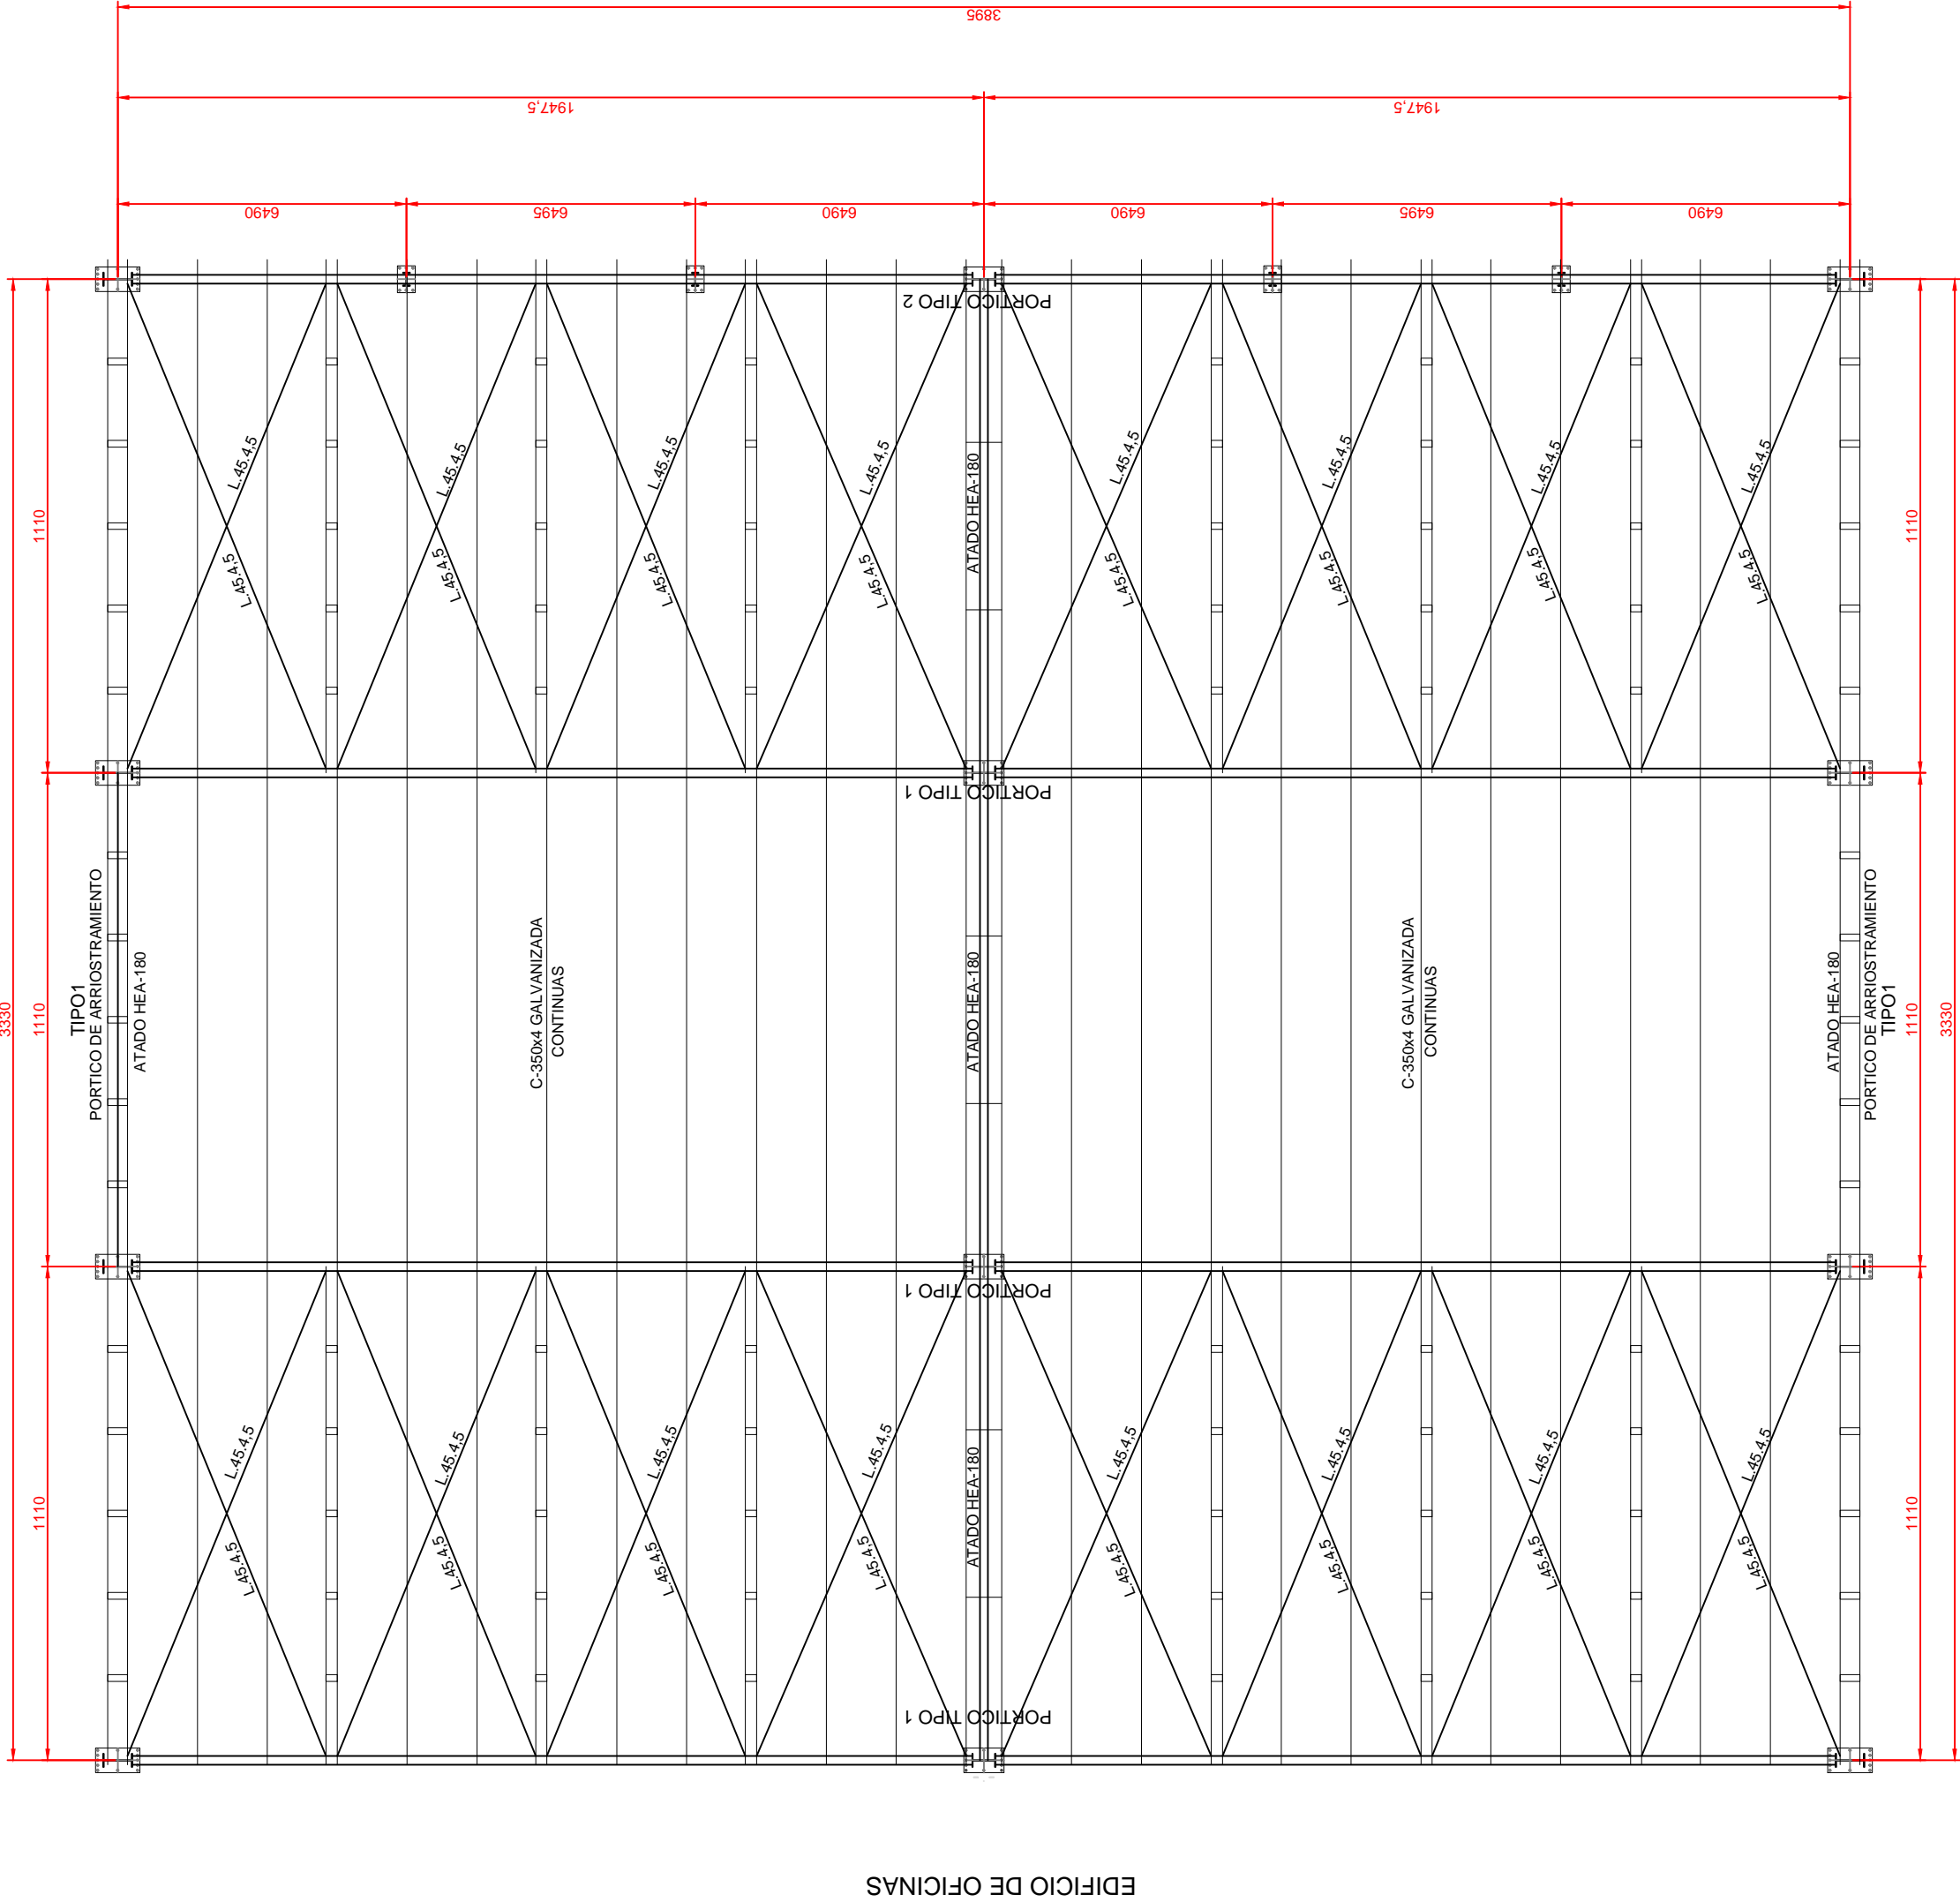 3895
1947,5
1947,5
6490
6495
6490
6490
6495
6490
PORTICO TIPO 2
L.45.4,5
L.45.4,5
L.45.4,5
L.45.4,5
L.45.4,5
L.45.4,5
L.45.4,5
L.45.4,5
ATADO HEA-180
L.45.4,5
L.45.4,5
L.45.4,5
L.45.4,5
L.45.4,5
L.45.4,5
L.45.4,5
L.45.4,5
1110
1110
PORTICO TIPO 1
3330
1110
TIPO1
PORTICO DE ARRIOSTRAMIENTO
ATADO HEA-180
C-350x4 GALVANIZADA
CONTINUAS
ATADO HEA-180
C-350x4 GALVANIZADA
CONTINUAS
ATADO HEA-180
PORTICO DE ARRIOSTRAMIENTO
TIPO1
1110
3330
PORTICO TIPO 1
L.45.4,5
L.45.4,5
L.45.4,5
L.45.4,5
L.45.4,5
L.45.4,5
L.45.4,5
L.45.4,5
ATADO HEA-180
L.45.4,5
L.45.4,5
L.45.4,5
L.45.4,5
L.45.4,5
L.45.4,5
L.45.4,5
L.45.4,5
1110
1110
PORTICO TIPO 1
EDIFICIO DE OFICINAS